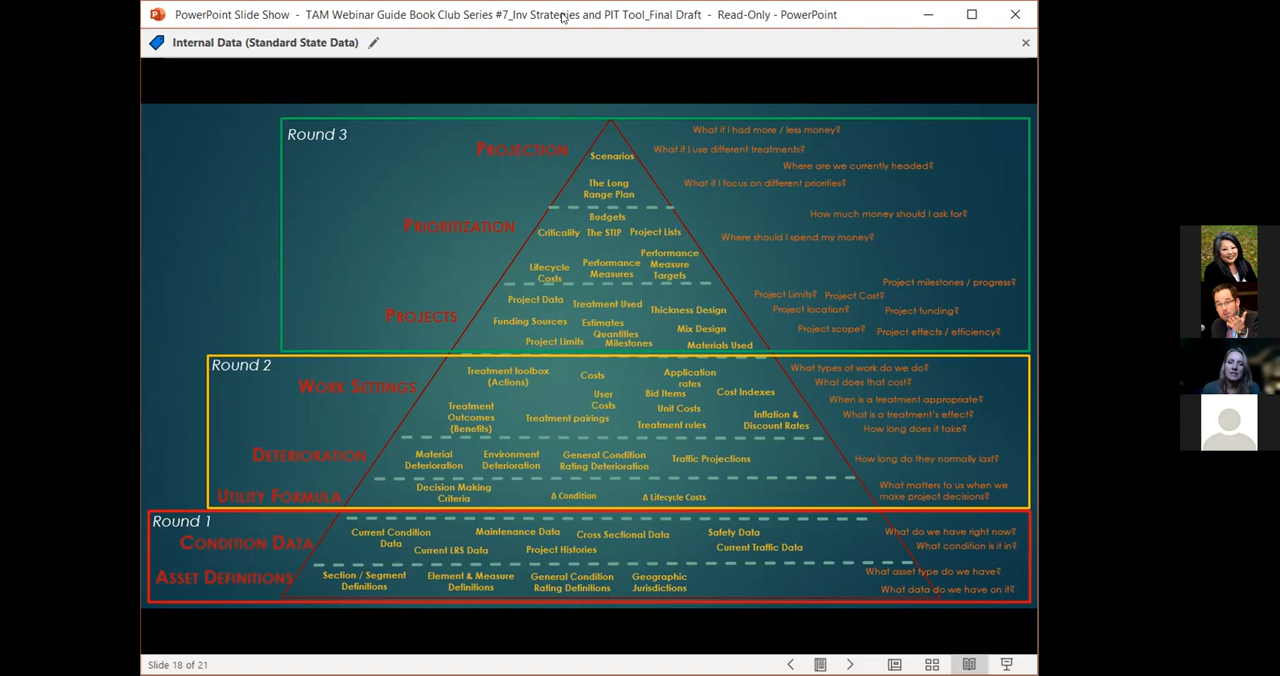 PowerPoint Slide Show - TAM Webinar Guide Book Club Series #7_Inv Strategies and PIT Tool_Final Draft - Read-Only - PowerPoint
Internal Data (Standard State Data)
Round 3
PROJECTION
Scenarios
The Long
Range Plan
What if I had more / less money?
What if I use different treatments?
Where are we currently headed?
What if I focus on different priorities?
PRIORITIZATION
Budgets
Criticality The STIP Project Lists
Lifecycle
Costs
Performance
Measures
Performance
Measure
Targets
How much money should I ask for?
Where should I spend my money?
PROJECTS
Project Data
Treatment Used
Thickness Design
Funding Sources
Estimates
Quantities
Mix Design
Project Limits
Milestones
Materials Used
Project milestones / progress?
Project Limits? Project Cost?
Project location? Project funding?
Project scope? Project effects / efficiency?
Round 2
WORK SETTINGS
Treatment toolbox
(Actions)
Costs
Application
rates
User
Costs
Bid Items
Cost Indexes
Treatment
Outcomes
(Benefits)
Treatment pairings
Unit Costs
Treatment rules
Inflation &
Discount Rates
What types of work do we do?
What does that cost?
When is a treatment appropriate?
What is a treatment's effect?
How long does it take?
DETERIORATION
Material
Deterioration
Environment
Deterioration
General Condition
Rating Deterioration
Traffic Projections
How long do they normally last?
UTILITY FORMULA
Decision Making
Criteria
Δ Condition
Δ Lifecycle Costs
What matters to us when we
make project decisions?
Round 1
CONDITION DATA
Current Condition
Data
Maintenance Data
Cross Sectional Data
Safety Data
Current LRS Data
Project Histories
Current Traffic Data
What do we have right now?
What condition is it in?
ASSET DEFINITIONS
Section / Segment
Definitions
Element & Measure
Definitions
General Condition
Rating Definitions
Geographic
Jurisdictions
What asset type do we have?
What data do we have on it?
Slide 18 of 21